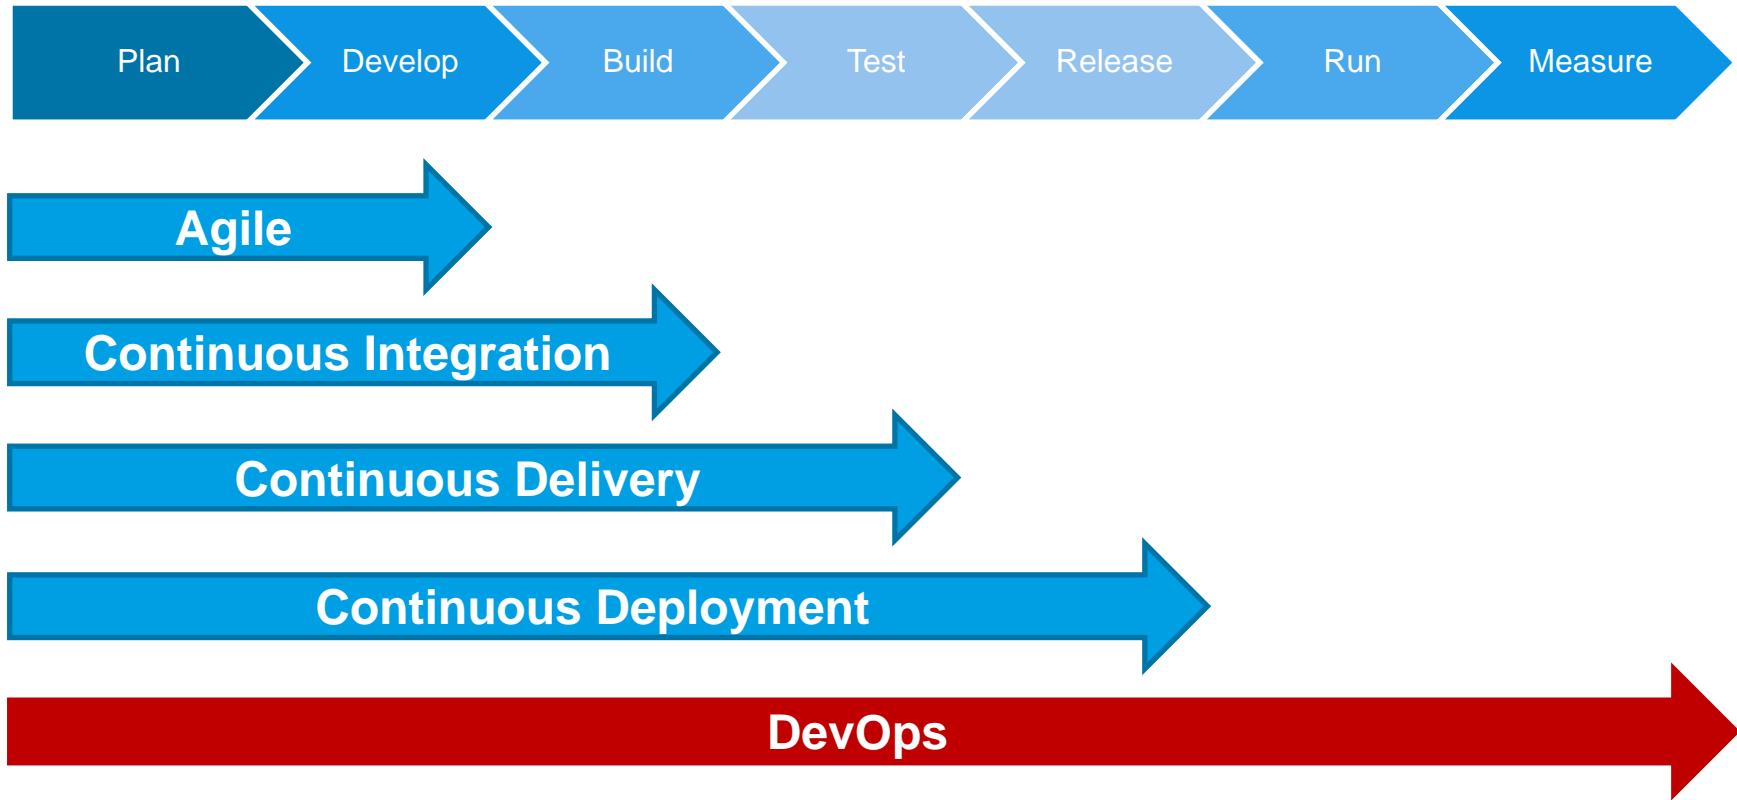 Plan
Develop
Build
Test
Release
Run
Measure
Agile
Continuous Integration
Continuous Delivery
Continuous Deployment
DevOps